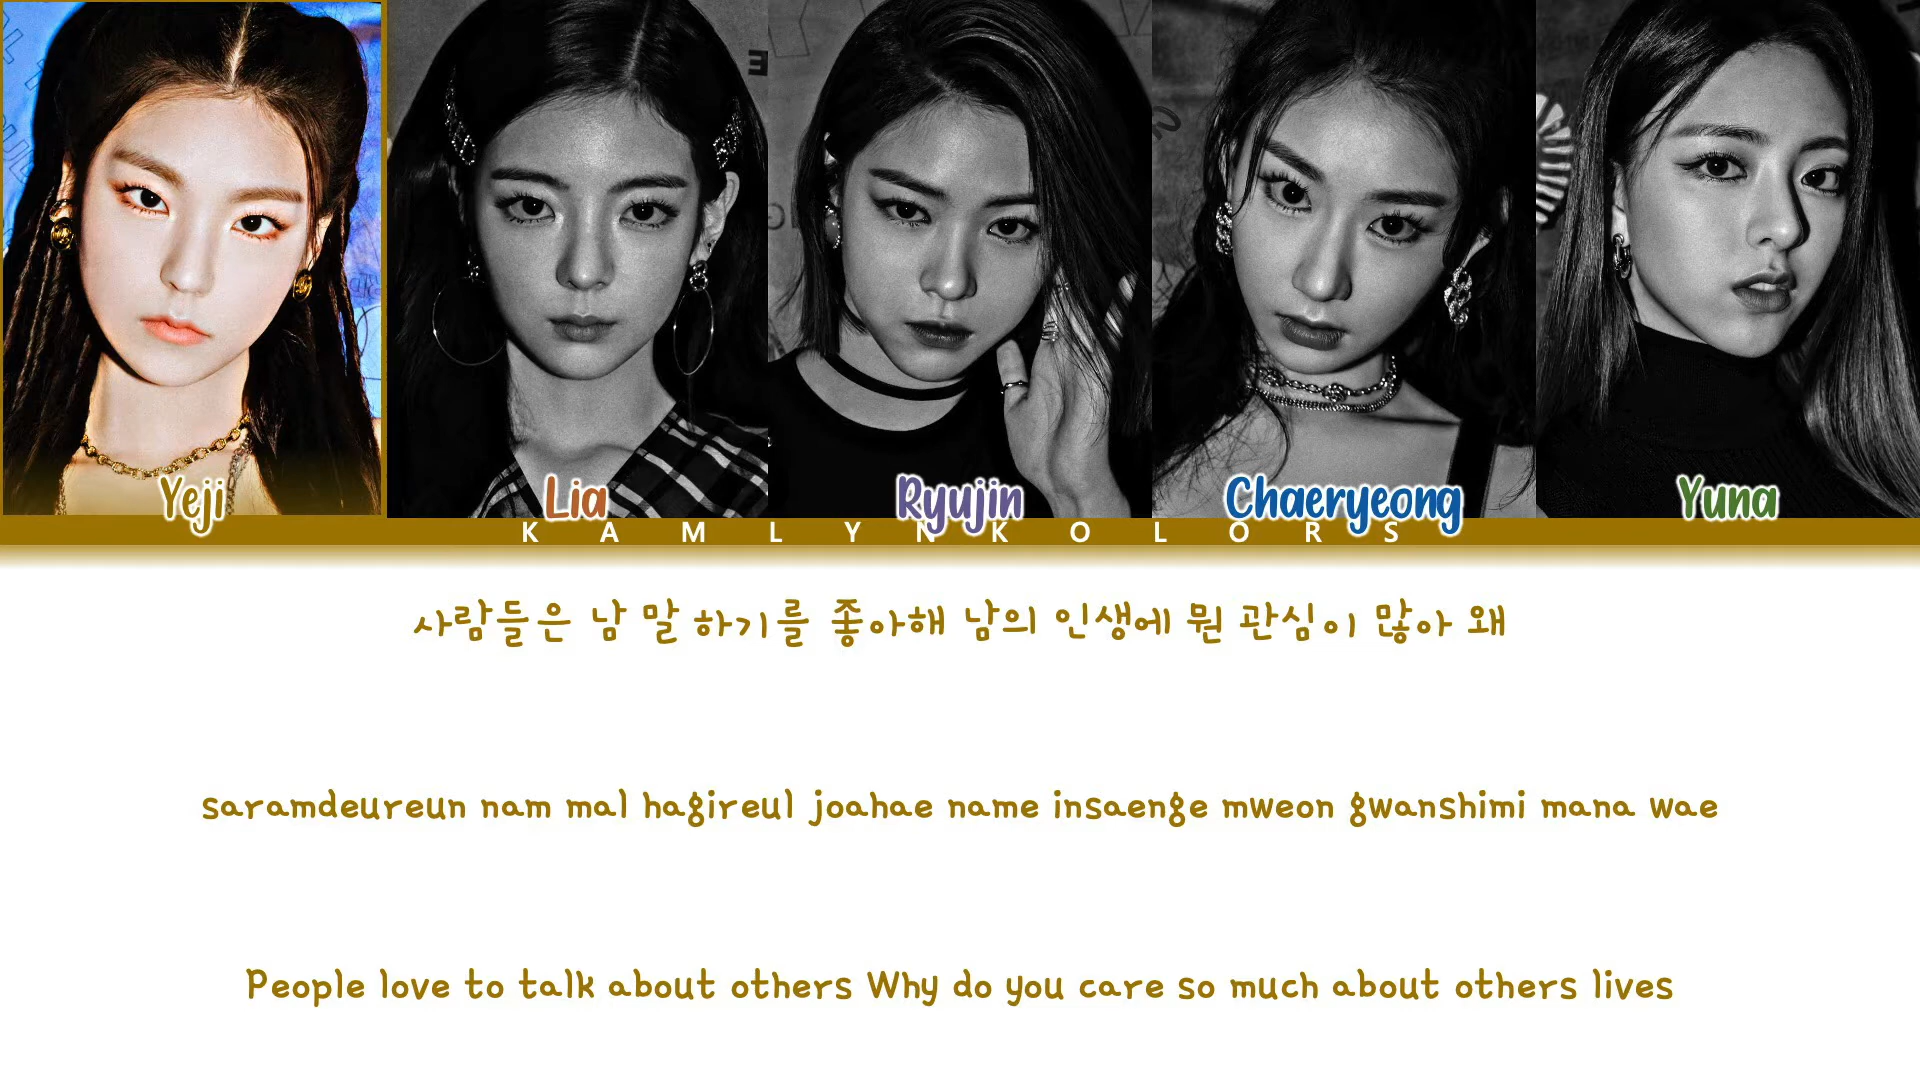 Yeji Lia Ryujin Chaeryeong Yuna
KAMLYNKOLORS
사람들은 남 말 하기를 좋아해 남의 인생에 뭔 관심이 많아 왜
saramdeureun nam mal hagireul joahae name insaenge mweon gwanshimi mana wae
People love to talk about others Why do you care so much about others lives